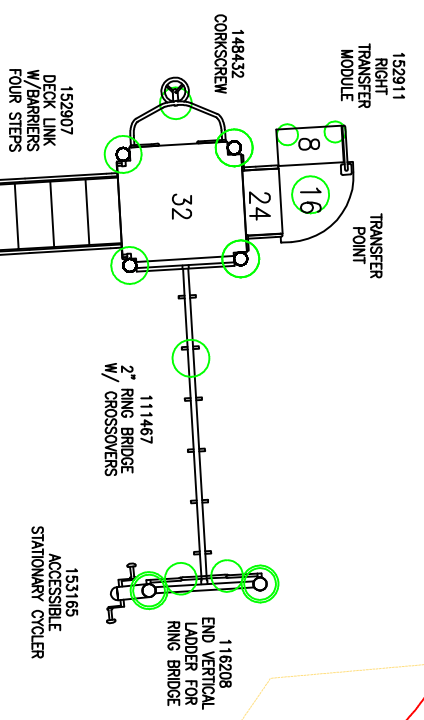 152911
RIGHT
TRANSFER
MODULE
TRANSFER
POINT
148432
CORKSCREW
8
16
24
32
152907
DECK LINK
W/BARRIERS
FOUR STEPS
111467
2" RING BRIDGE
W/ CROSSOVERS
116208
END VERTICAL
LADDER FOR
RING BRIDGE
153165
ACCESSIBLE
STATIONARY CYCLER